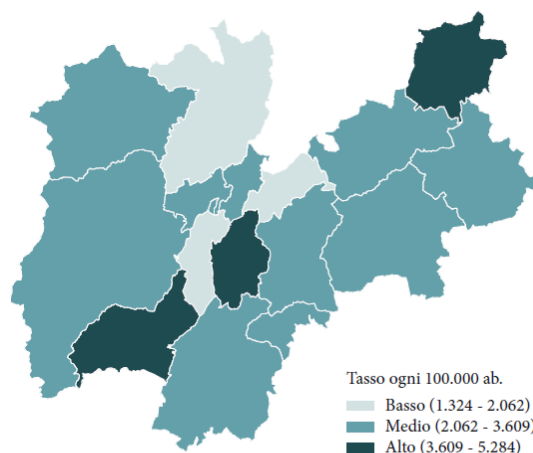 Tasso ogni 100.000 ab.
Basso (1.324 - 2.062)
Medio (2.062 - 3.609)
Alto (3.609 - 5.284)